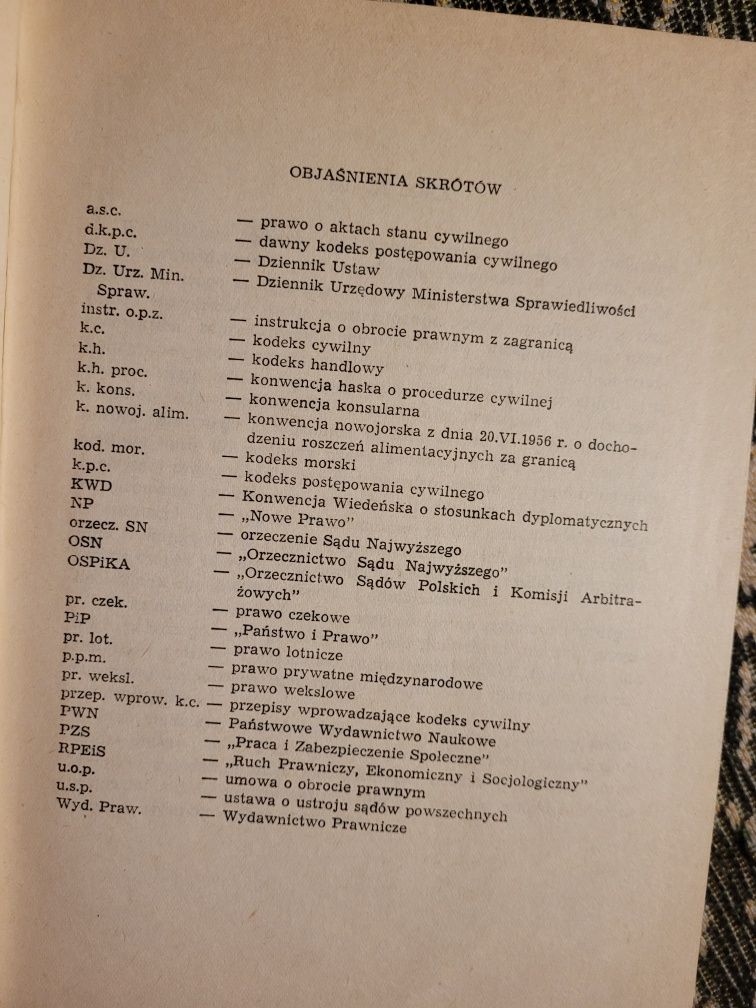 OBJAŚNIENIA SKRÓTÓW
a.s.c. — prawo o aktach stanu cywilnego
d.k.p.c. — dawny kodeks postępowania cywilnego
Dz. U. — Dziennik Ustaw
Dz. Urz. Min. — Dziennik Urzędowy Ministerstwa Sprawiedliwości
Spraw.
instr. o.p.z. — instrukcja o obrocie prawnym z zagranicą
k.c. — kodeks cywilny
k.h. — kodeks handlowy
k.h. proc. — konwencja haska o procedurze cywilnej
k. kons. — konwencja konsularna
k. nowoj. alim. — konwencja nowojorska z dnia 20.VI.1956 r. o docho-
dzeniu roszczeń alimentacyjnych za granicą
kod. mor. — kodeks morski
k.p.c. — kodeks postępowania cywilnego
KWD — Konwencja Wiedeńska o stosunkach dyplomatycznych
NP — „Nowe Prawo”
orzecz. SN — orzeczenie Sądu Najwyższego
OSN — „Orzecznictwo Sądu Najwyższego”
OSPiKA — „Orzecznictwo Sądów Polskich i Komisji Arbitra-
żowych”
pr. czek. — prawo czekowe
PiP — „Państwo i Prawo”
pr. lot. — prawo lotnicze
p.p.m. — prawo prywatne międzynarodowe
pr. weksl. — prawo wekslowe
przep. wprow. k.c. — przepisy wprowadzające kodeks cywilny
PWN — Państwowe Wydawnictwo Naukowe
PZS — „Praca i Zabezpieczenie Społeczne”
RPEiS — „Ruch Prawniczy, Ekonomiczny i Socjologiczny”
u.o.p. — umowa o obrocie prawnym
u.s.p. — ustawa o ustroju sądów powszechnych
Wyd. Praw. — Wydawnictwo Prawnicze